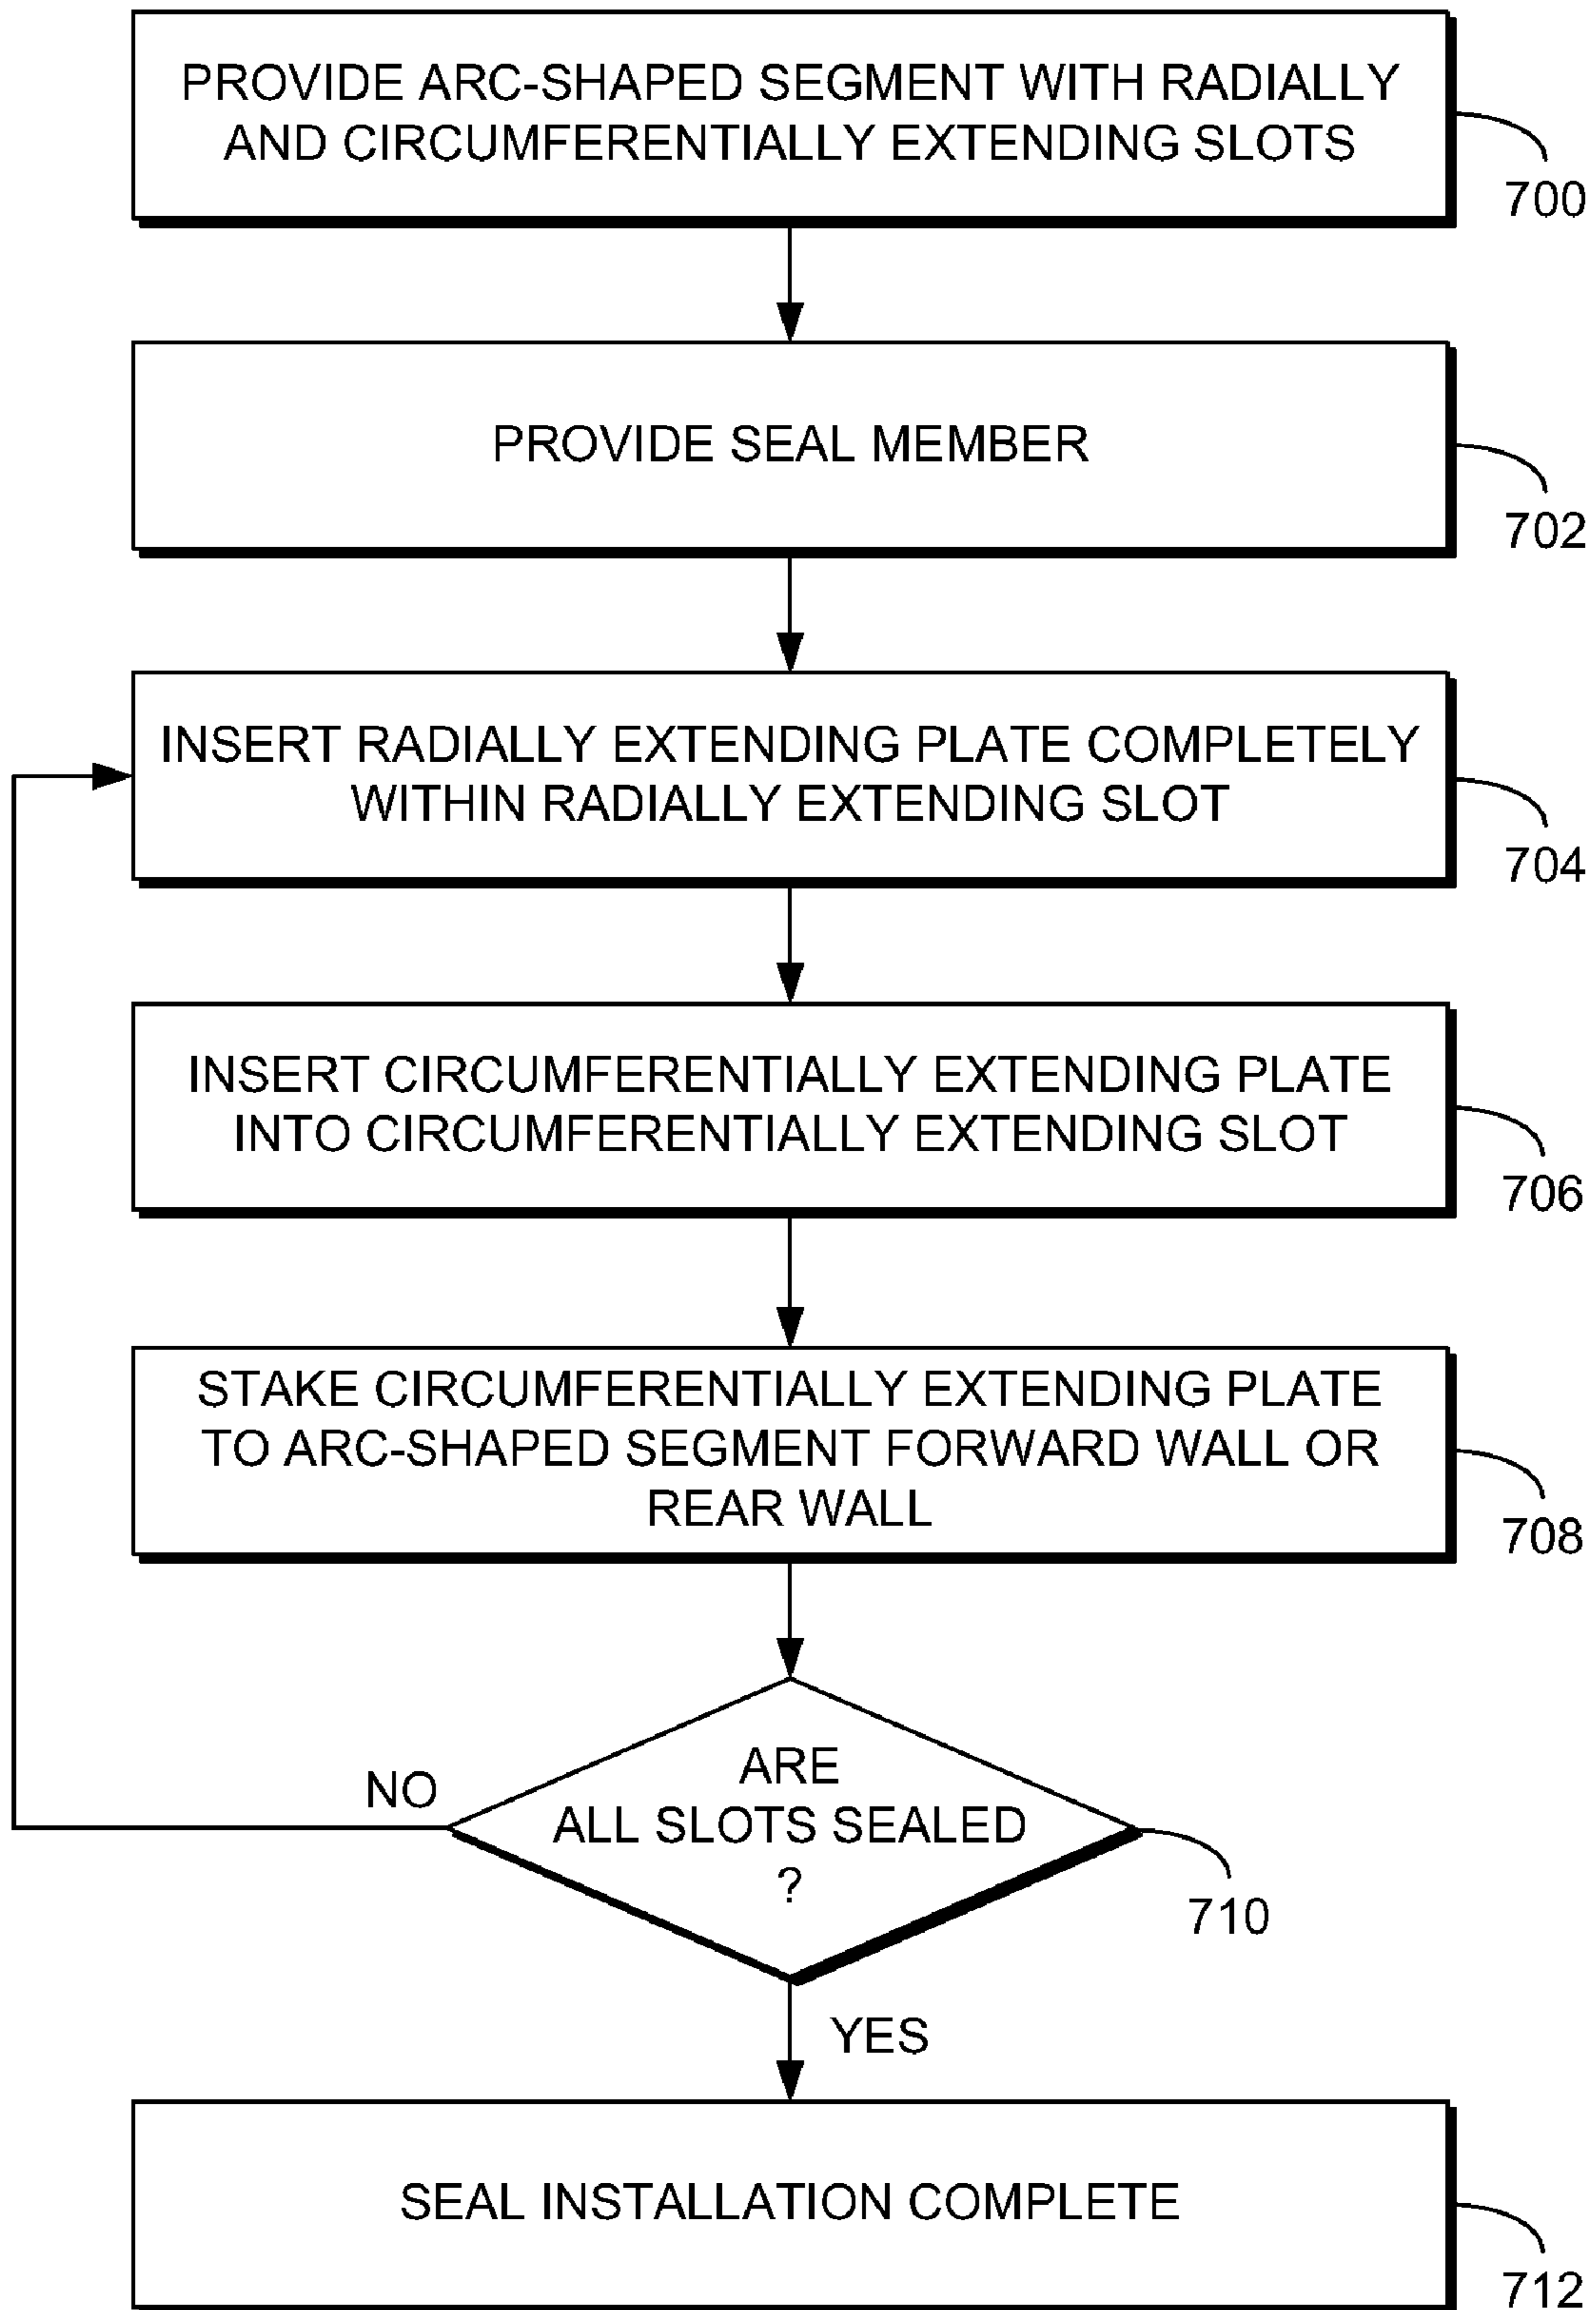 PROVIDE ARC-SHAPED SEGMENT WITH RADIALLY
AND CIRCUMFERENTIALLY EXTENDING SLOTS
700
PROVIDE SEAL MEMBER
702
INSERT RADIALLY EXTENDING PLATE COMPLETELY
WITHIN RADIALLY EXTENDING SLOT
704
INSERT CIRCUMFERENTIALLY EXTENDING PLATE
INTO CIRCUMFERENTIALLY EXTENDING SLOT
706
STAKE CIRCUMFERENTIALLY EXTENDING PLATE
TO ARC-SHAPED SEGMENT FORWARD WALL OR
REAR WALL
708
ARE
ALL SLOTS SEALED
?
NO
710
YES
SEAL INSTALLATION COMPLETE
712